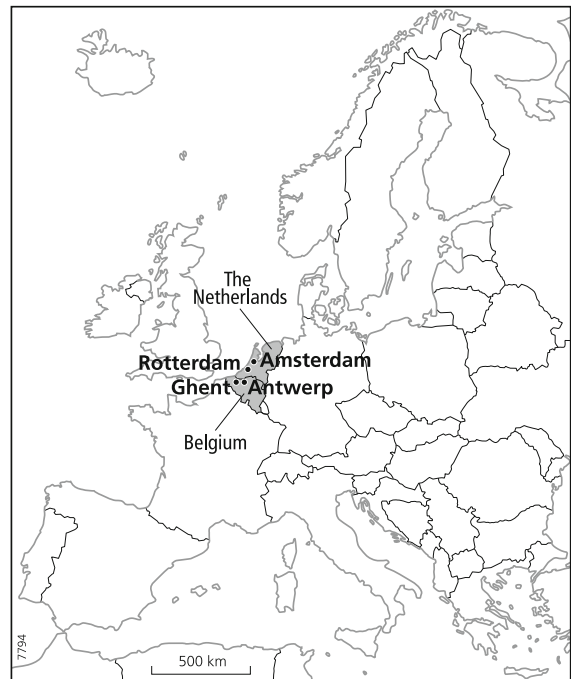 The
Netherlands
Rotterdam
Amsterdam
Ghent
Antwerp
Belgium
7794
500 km